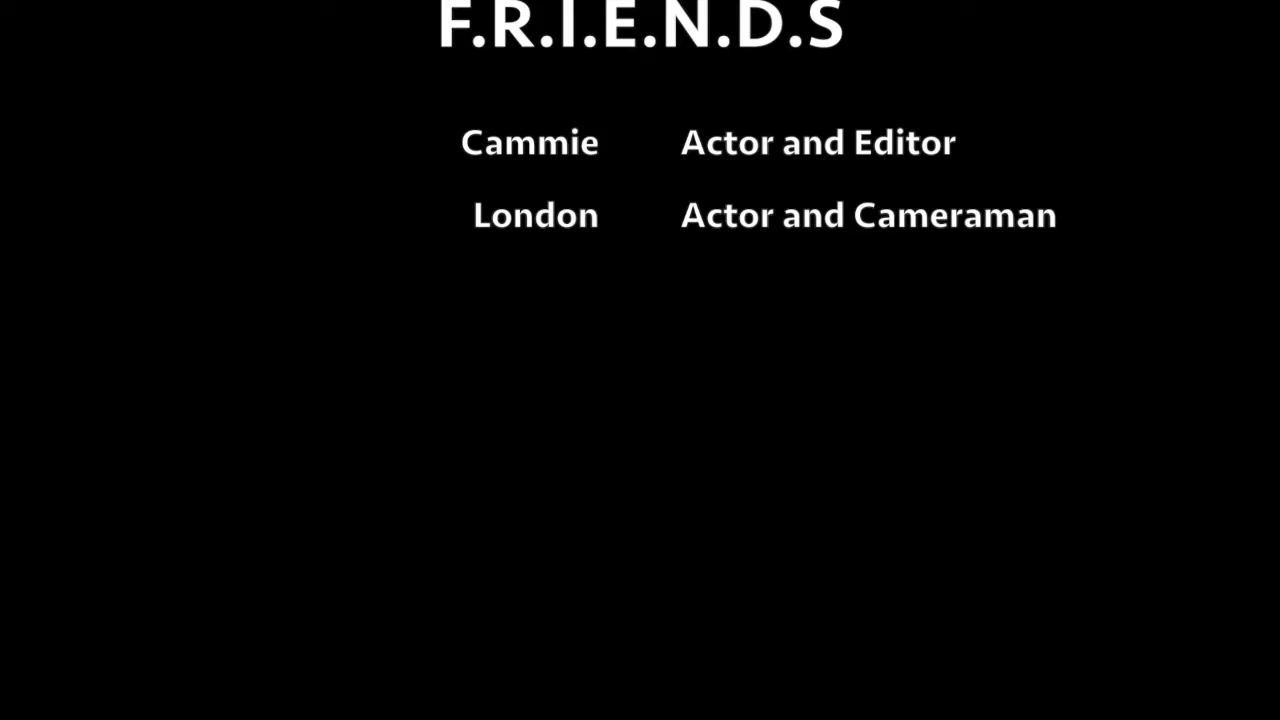 F.R.I.E.N.D.S
Cammie Actor and Editor
London Actor and Cameraman